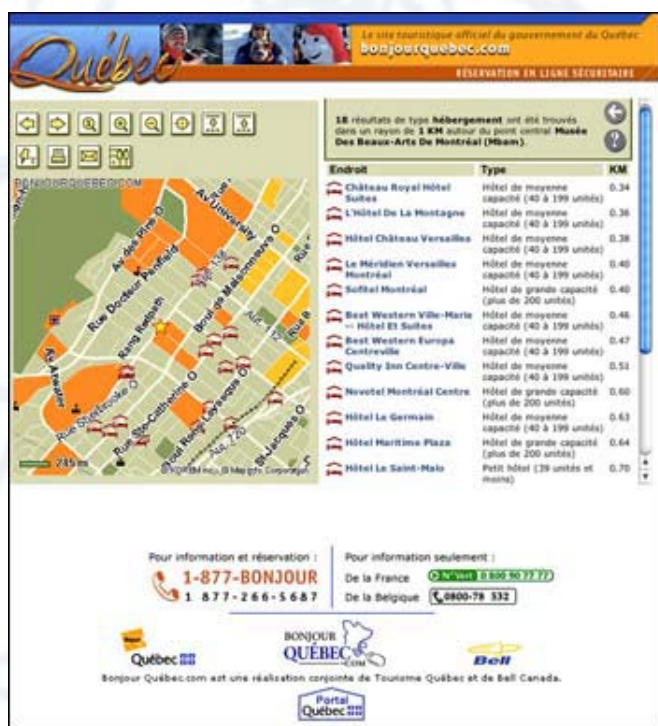 Québec
Le site touristique officiel du gouvernement du Québec
bonjourquebec.com
RÉSERVATION EN LIGNE SÉCURITAIRE
18 résultats de type hébergement ont été trouvés
dans un rayon de 1 KM autour du point central Musée
Des Beaux-Arts De Montréal (Mbam).
BONJOURQUEBEC.COM
Av University
Av des Pins O
Rue Docteur Penfield
Boul de Maisonneuve O
Rang Redpath
Av Atwater
Rue Sherbrooke O
Rue Ste-Catherine O
Boul René-Lévesque O
Aut. 720
St-Jacques O
245 m
Endroit Type KM
Château Royal Hôtel Suites Hôtel de moyenne capacité (40 à 199 unités) 0.34
L'Hôtel De La Montagne Hôtel de moyenne capacité (40 à 199 unités) 0.36
Hôtel Château Versailles Hôtel de moyenne capacité (40 à 199 unités) 0.38
Le Méridien Versailles Montréal Hôtel de moyenne capacité (40 à 199 unités) 0.40
Sofitel Montréal Hôtel de grande capacité (plus de 200 unités) 0.40
Best Western Ville-Marie -- Hôtel Et Suites Hôtel de moyenne capacité (40 à 199 unités) 0.46
Best Western Europa Centreville Hôtel de moyenne capacité (40 à 199 unités) 0.47
Quality Inn Centre-Ville Hôtel de moyenne capacité (40 à 199 unités) 0.51
Novotel Montréal Centre Hôtel de grande capacité (plus de 200 unités) 0.60
Hôtel Le Germain Hôtel de moyenne capacité (40 à 199 unités) 0.63
Hôtel Maritime Plaza Hôtel de grande capacité (plus de 200 unités) 0.64
Hôtel Le Saint-Malo Petit hôtel (39 unités et moins) 0.70
Pour information et réservation :
1-877-BONJOUR
1 877-266-5687
Pour information seulement :
De la France N°Vert 0 800 90 77 77
De la Belgique 0800-78 532
Bonjour Québec
BONJOUR
QUÉBEC
.COM
Bell
Bonjour Québec.com est une réalisation conjointe de Tourisme Québec et de Bell Canada.
Portail
Québec